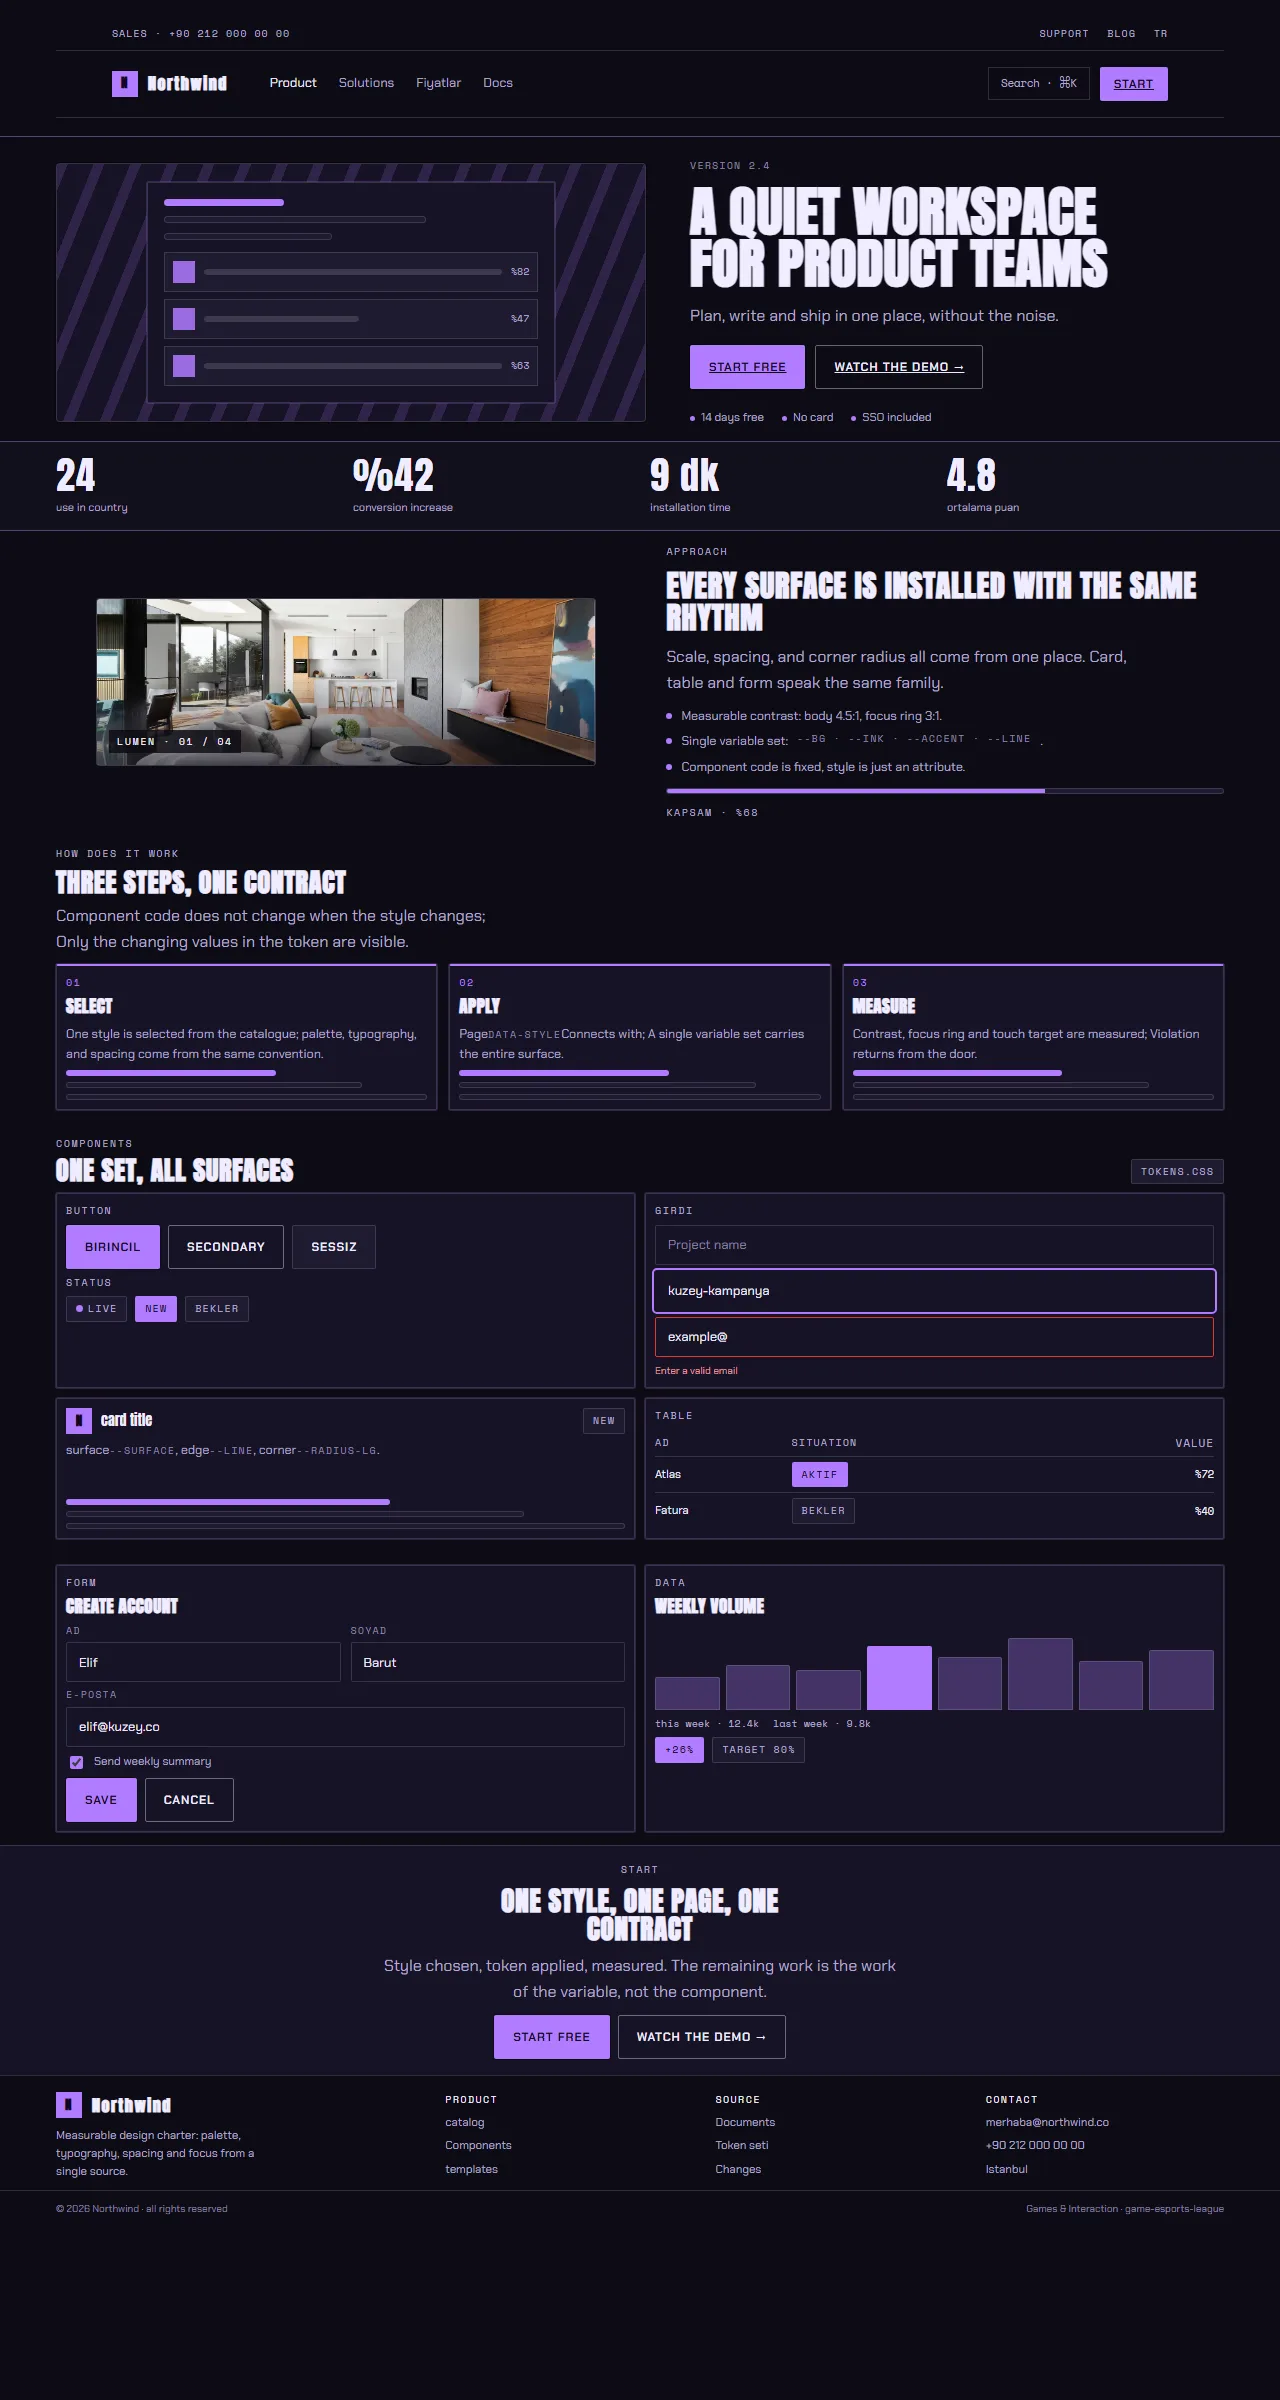 SALES · +90 212 000 00 00
SUPPORT BLOG TR
Northwind
Product Solutions Fiyatlar Docs
Search · ⌘K
START
VERSION 2.4
A QUIET WORKSPACE
FOR PRODUCT TEAMS
Plan, write and ship in one place, without the noise.
START FREE
WATCH THE DEMO →
14 days free No card SSO included
%82
%47
%63
24
use in country
%42
conversion increase
9 dk
installation time
4.8
ortalama puan
LUMEN · 01 / 04
APPROACH
EVERY SURFACE IS INSTALLED WITH THE SAME
RHYTHM
Scale, spacing, and corner radius all come from one place. Card,
table and form speak the same family.
Measurable contrast: body 4.5:1, focus ring 3:1.
Single variable set: --BG · --INK · --ACCENT · --LINE .
Component code is fixed, style is just an attribute.
KAPSAM · %68
HOW DOES IT WORK
THREE STEPS, ONE CONTRACT
Component code does not change when the style changes;
Only the changing values in the token are visible.
01
SELECT
One style is selected from the catalogue; palette, typography,
and spacing come from the same convention.
02
APPLY
PageDATA-STYLEConnects with; A single variable set carries
the entire surface.
03
MEASURE
Contrast, focus ring and touch target are measured; Violation
returns from the door.
COMPONENTS
ONE SET, ALL SURFACES
TOKENS.CSS
BUTTON
BIRINCIL SECONDARY SESSIZ
STATUS
LIVE NEW BEKLER
GIRDI
Project name
kuzey-kampanya
example@
Enter a valid email
card title
NEW
surface--SURFACE, edge--LINE, corner--RADIUS-LG.
TABLE
AD SITUATION VALUE
Atlas AKTIF %72
Fatura BEKLER %40
FORM
CREATE ACCOUNT
AD SOYAD
Elif Barut
E-POSTA
elif@kuzey.co
Send weekly summary
SAVE CANCEL
DATA
WEEKLY VOLUME
this week · 12.4k last week · 9.8k
+26% TARGET 80%
START
ONE STYLE, ONE PAGE, ONE
CONTRACT
Style chosen, token applied, measured. The remaining work is the work
of the variable, not the component.
START FREE WATCH THE DEMO →
Northwind
Measurable design charter: palette,
typography, spacing and focus from a
single source.
PRODUCT
catalog
Components
templates
SOURCE
Documents
Token seti
Changes
CONTACT
merhaba@northwind.co
+90 212 000 00 00
Istanbul
© 2026 Northwind · all rights reserved
Games & Interaction · game-esports-league